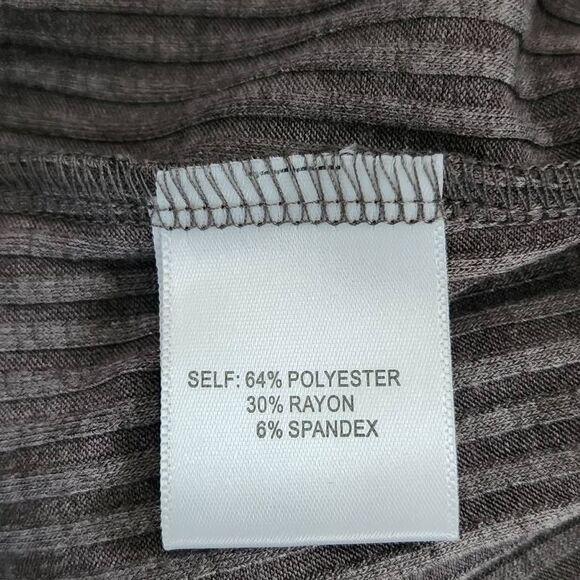 SELF: 64% POLYESTER
30% RAYON
6% SPANDEX